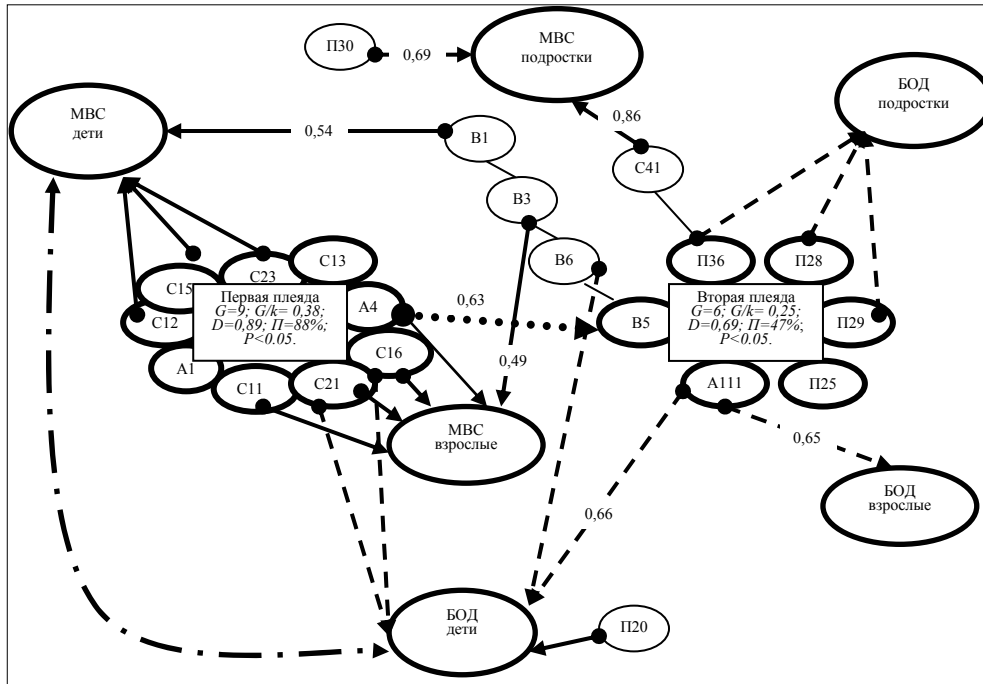 П30
0,69
МВС
подростки
БОД
подростки
МВС
дети
0,54
В1
0,86
С41
В3
В6
П36
П28
С13
С23
С15
Первая плеяда
G=9; G/k= 0,38;
D=0,89; П=88%;
P<0.05.
А4
0,63
С12
А1
С16
С11
С21
0,49
В5
Вторая плеяда
G=6; G/k= 0,25;
D=0,69; П=47%;
P<0.05.
П29
А111
П25
МВС
взрослые
0,65
0,66
БОД
взрослые
БОД
дети
П20